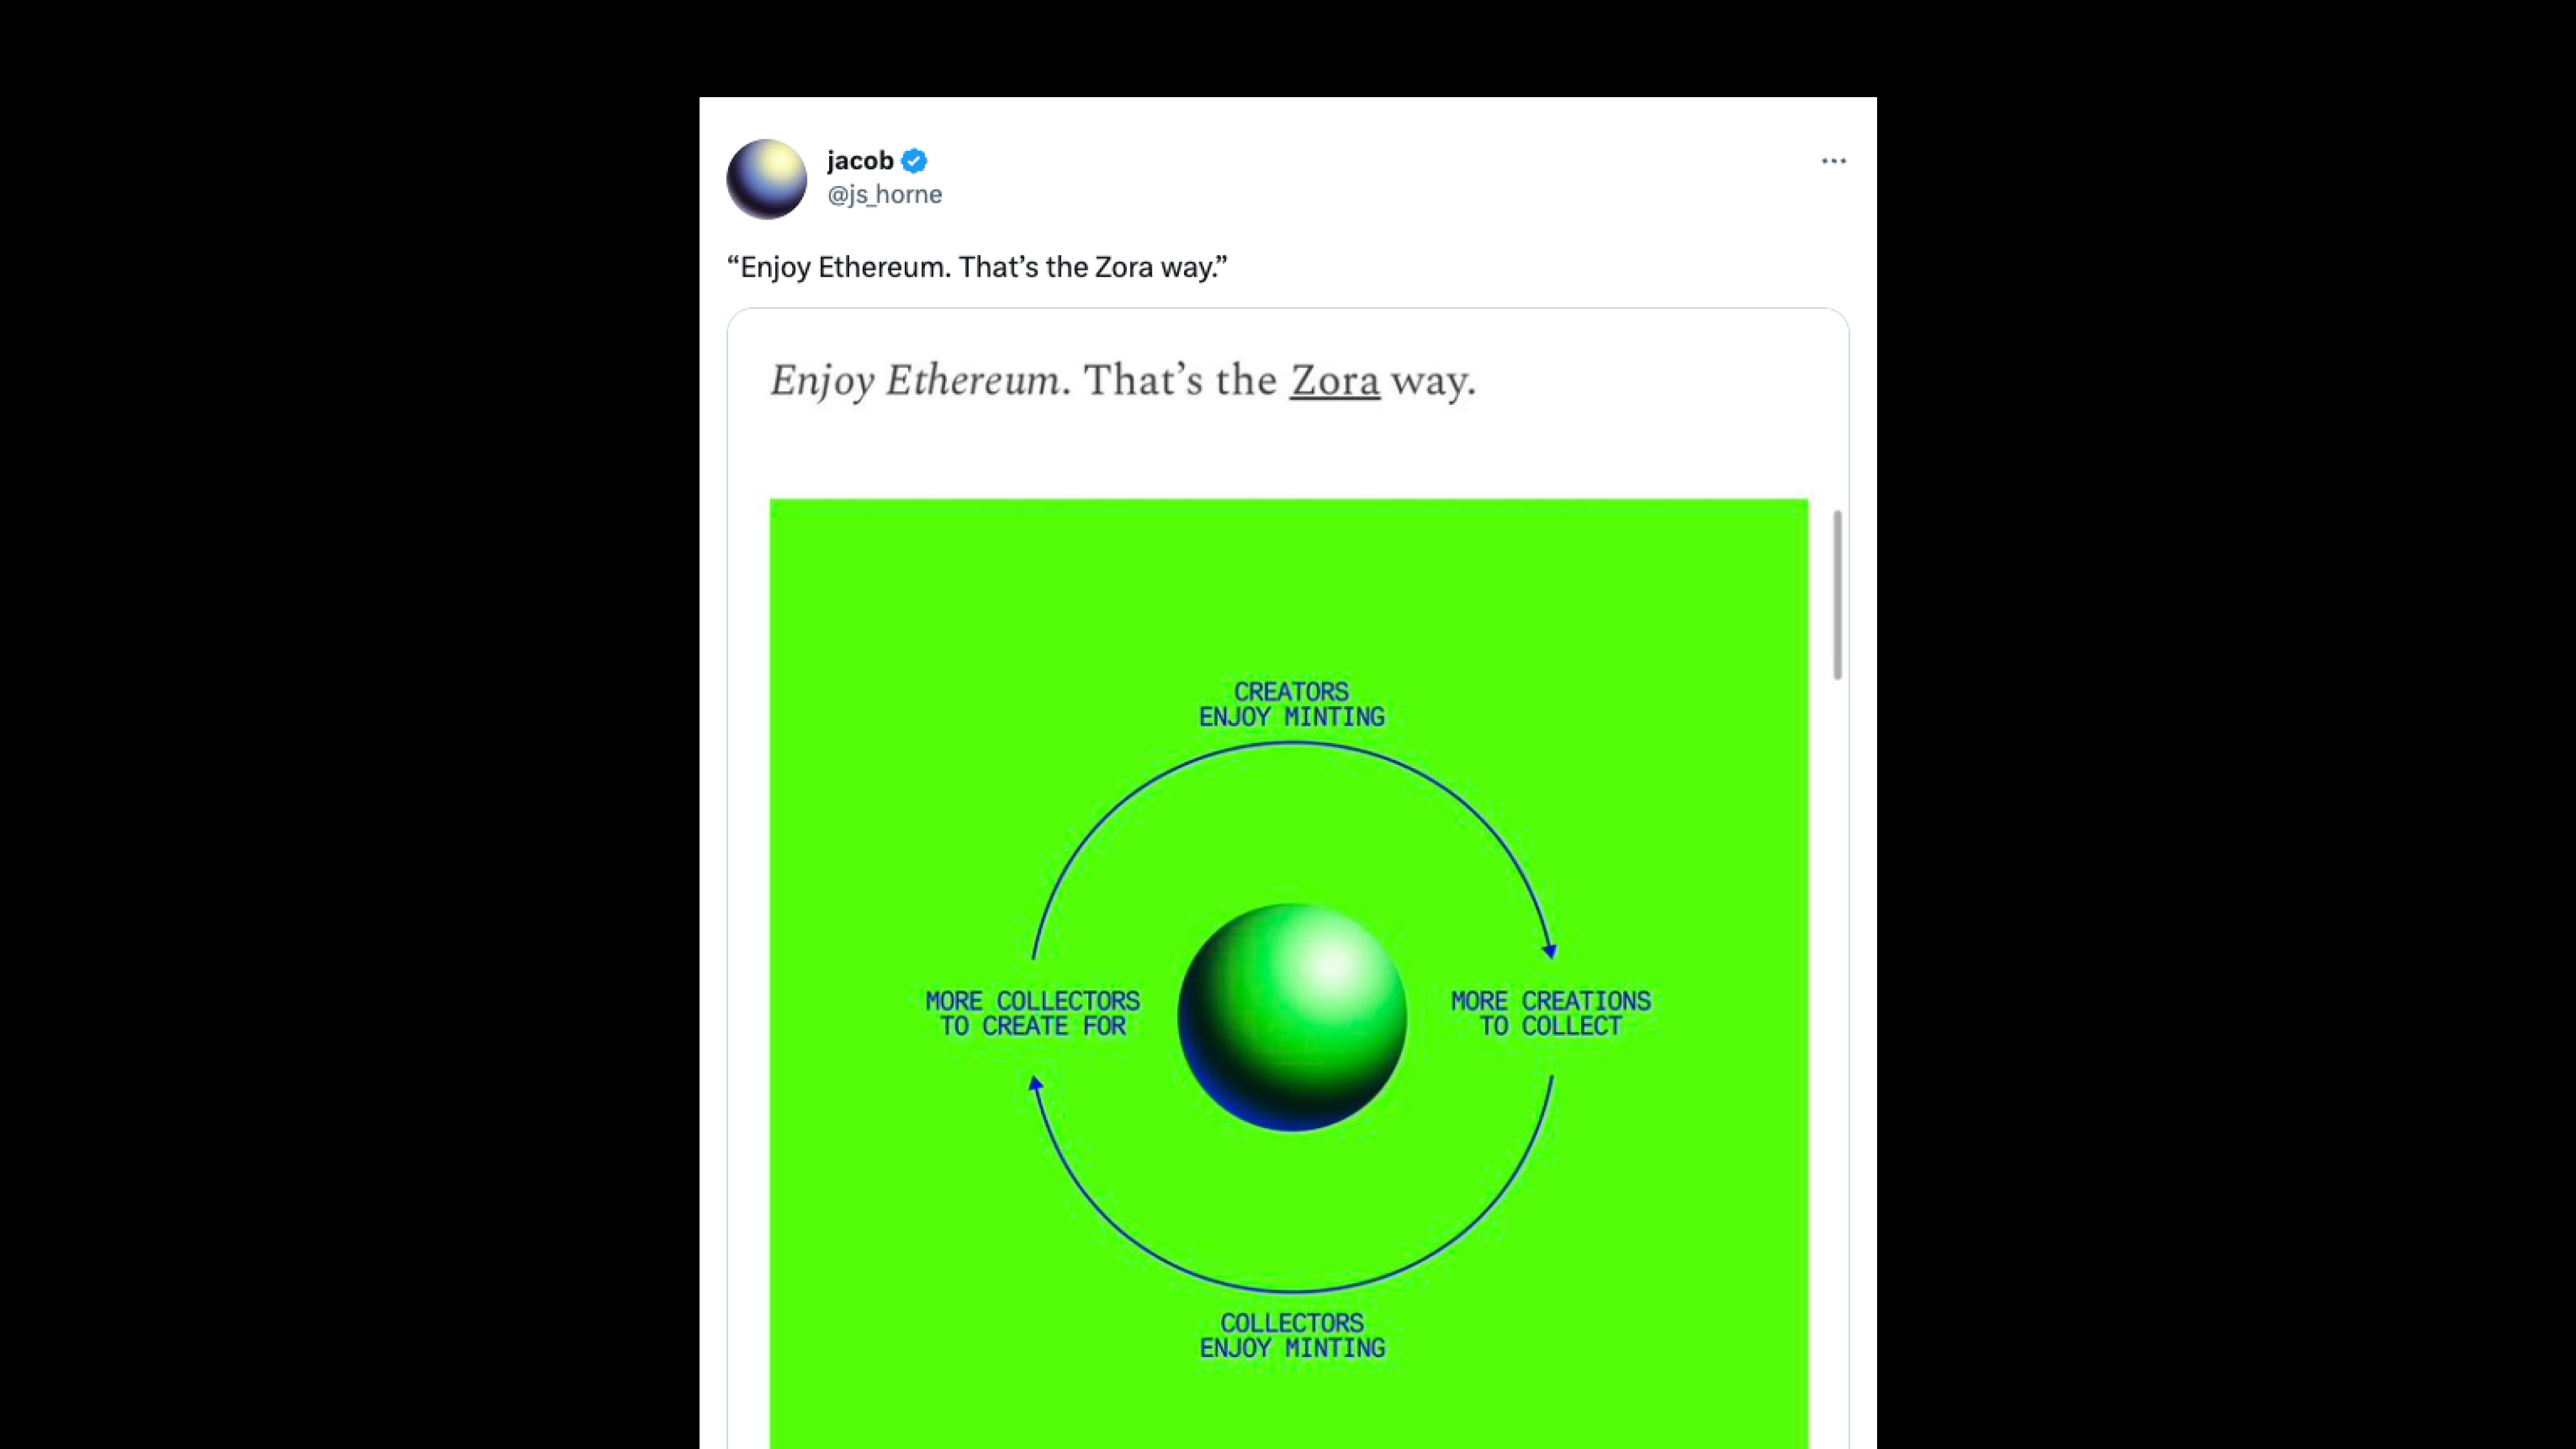 jacob
@js_horne
“Enjoy Ethereum. That’s the Zora way.”
Enjoy Ethereum. That’s the Zora way.
CREATORS
ENJOY MINTING
MORE COLLECTORS
TO CREATE FOR
MORE CREATIONS
TO COLLECT
COLLECTORS
ENJOY MINTING